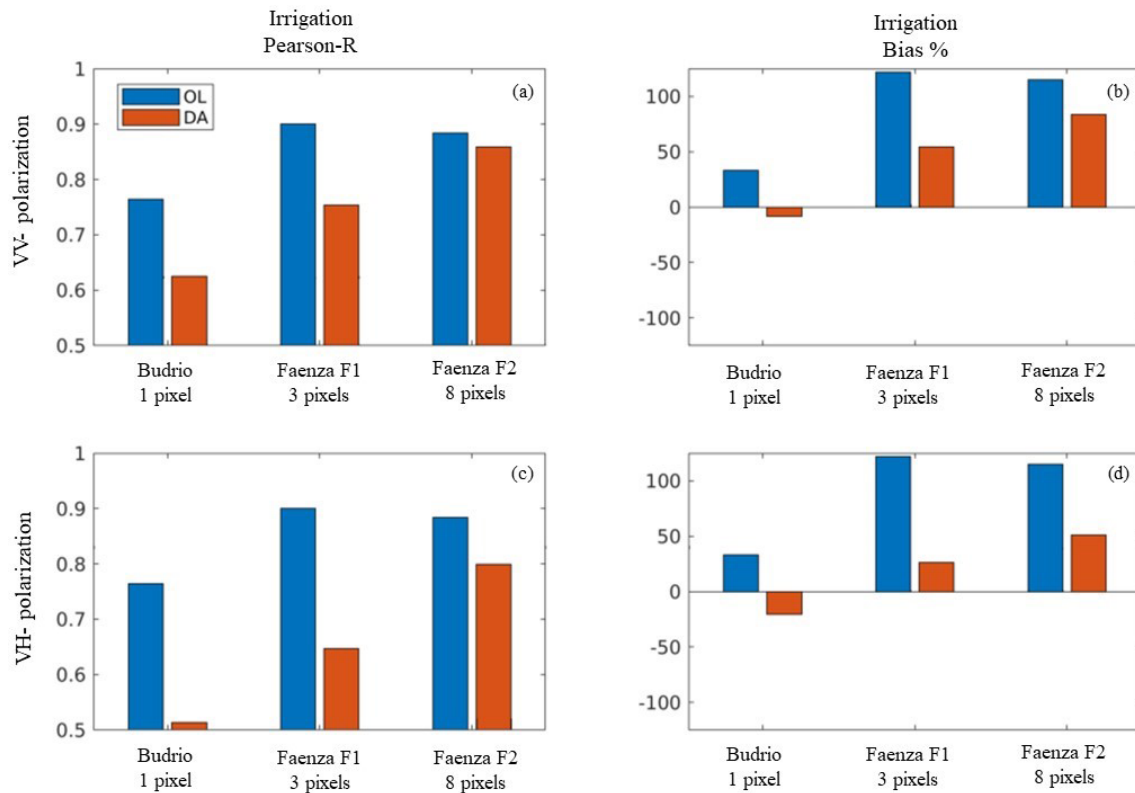 Irrigation
Pearson-R
Irrigation
Bias %
VV- polarization
1
0.9
0.8
0.7
0.6
0.5
OL
DA
(a)
Budrio
1 pixel
Faenza F1
3 pixels
Faenza F2
8 pixels
100
50
0
-50
-100
(b)
Budrio
1 pixel
Faenza F1
3 pixels
Faenza F2
8 pixels
VH- polarization
1
0.9
0.8
0.7
0.6
0.5
(c)
Budrio
1 pixel
Faenza F1
3 pixels
Faenza F2
8 pixels
100
50
0
-50
-100
(d)
Budrio
1 pixel
Faenza F1
3 pixels
Faenza F2
8 pixels